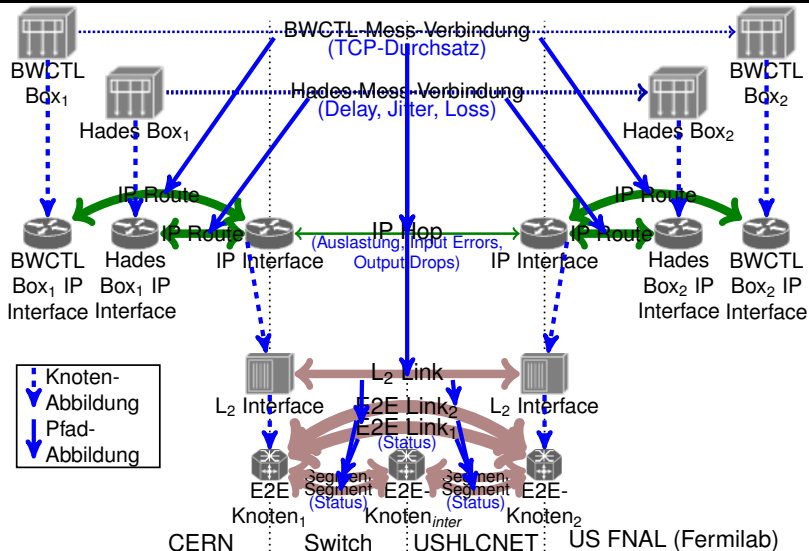 BWCTL-Mess-Verbindung
(TCP-Durchsatz)
BWCTL
Box1
BWCTL
Box2
Hades-Mess-Verbindung
(Delay, Jitter, Loss)
Hades Box1
Hades Box2
IP Route
IP Route
IP Route
IP Hop
IP Route
(Auslastung, Input Errors,
Output Drops)
BWCTL
Box1 IP
Interface
Hades
Box1 IP
Interface
IP Interface
IP Interface
Hades
Box2 IP
Interface
BWCTL
Box2 IP
Interface
Knoten-
Abbildung
Pfad-
Abbildung
L2 Link
L2 Interface
L2 Interface
E2E Link2
E2E Link1
(Status)
Segment
Segment
(Status)
Segment
Segment
(Status)
E2E
Knoten1
E2E-
Knoteninter
E2E-
Knoten2
CERN
Switch
USHLCNET
US FNAL (Fermilab)